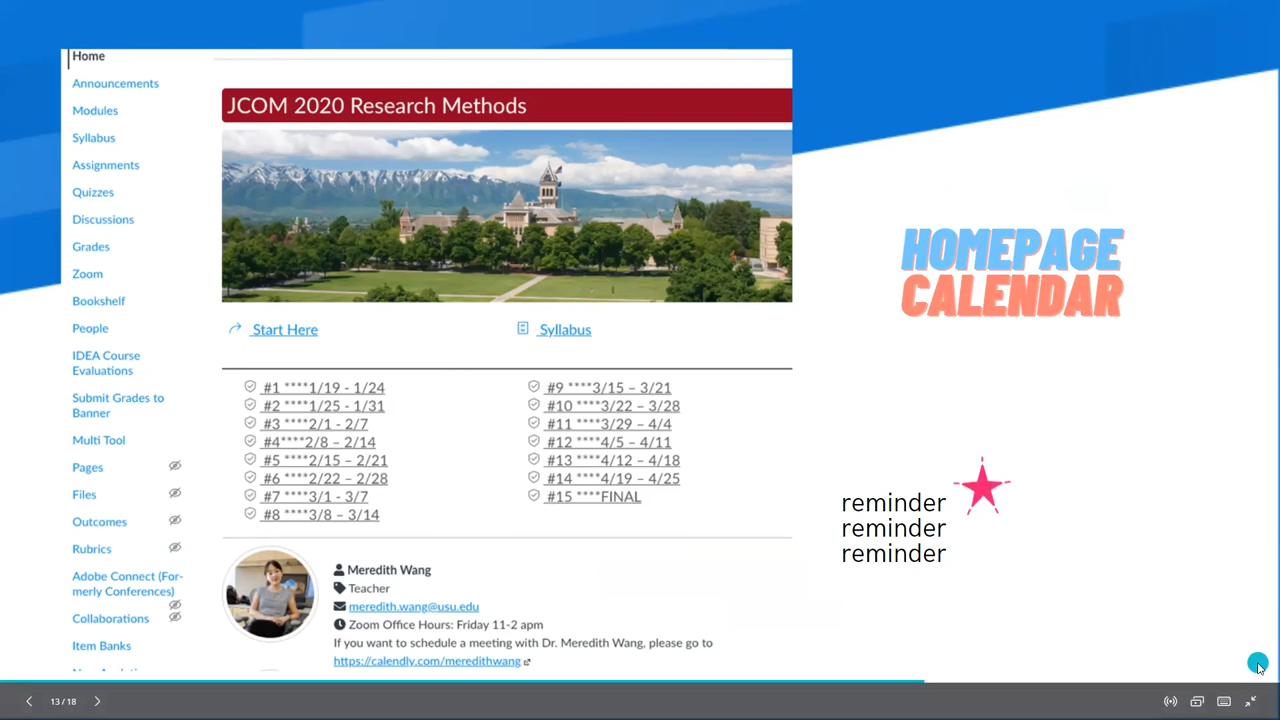 Home
Announcements
Modules
Syllabus
Assignments
Quizzes
Discussions
Grades
Zoom
Bookshelf
People
IDEA Course
Evaluations
Submit Grades to
Banner
Multi Tool
Pages
Files
Outcomes
Rubrics
Adobe Connect (For-
merly Conferences)
Collaborations
Item Banks
JCOM 2020 Research Methods
Start Here
Syllabus
#1 ****1/19 - 1/24
#2 ****1/25 - 1/31
#3 ****2/1 - 2/7
#4****2/8 – 2/14
#5 ****2/15 – 2/21
#6 ****2/22 – 2/28
#7 ****3/1 - 3/7
#8 ****3/8 – 3/14
#9 ****3/15 – 3/21
#10 ****3/22 – 3/28
#11 ****3/29 – 4/4
#12 ****4/5 – 4/11
#13 ****4/12 – 4/18
#14 ****4/19 – 4/25
#15 ****FINAL
Meredith Wang
Teacher
meredith.wang@usu.edu
Zoom Office Hours: Friday 11-2 apm
If you want to schedule a meeting with Dr. Meredith Wang, please go to
https://calendly.com/meredithwang
HOMEPAGE
CALENDAR
reminder
reminder
reminder
13 / 18